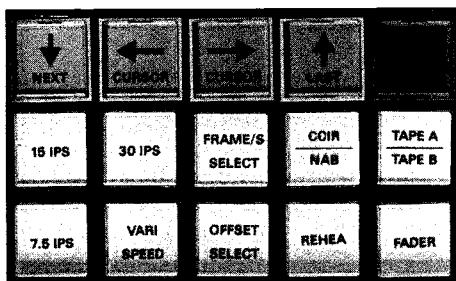 NEXT CURSOR CURSOR LAST
15 IPS 30 IPS FRAME/S SELECT CCIR NAB TAPE A TAPE B
7.5 IPS VARI SPEED OFFSET SELECT REHEA FADER